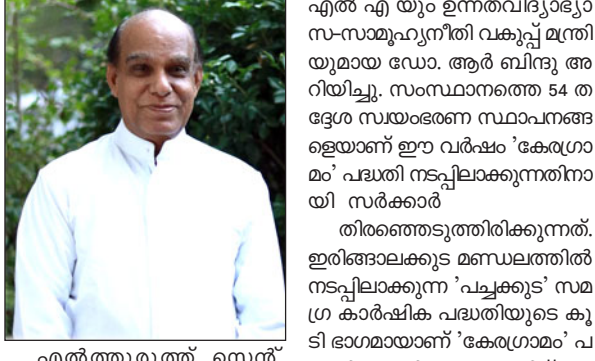 എൽ എ യും ഉന്നതവിദ്യാഭ്യാ
സ-സാമൂഹ്യനീതി വകുപ്പ് മന്ത്രി
യുമായ ഡോ. ആർ ബിന്ദു അ
റിയിച്ചു. സംസ്ഥാനത്തെ 54 ത
ദ്ദേശ സ്വയംഭരണ സ്ഥാപനങ്ങ
ളെയാണ് ഈ വർഷം 'കേരഗ്രാ
മം' പദ്ധതി നടപ്പിലാക്കുന്നതിനാ
യി സർക്കാർ
തിരഞ്ഞെടുത്തിരിക്കുന്നത്.
ഇരിങ്ങാലക്കുട മണ്ഡലത്തിൽ
നടപ്പിലാക്കുന്ന 'പച്ചക്കുട' സമ
ഗ്ര കാർഷിക പദ്ധതിയുടെ കൂ
ടി ഭാഗമായാണ് 'കേരഗ്രാമം' പ
എൽത്തുരുത്ത് സെന്റ്